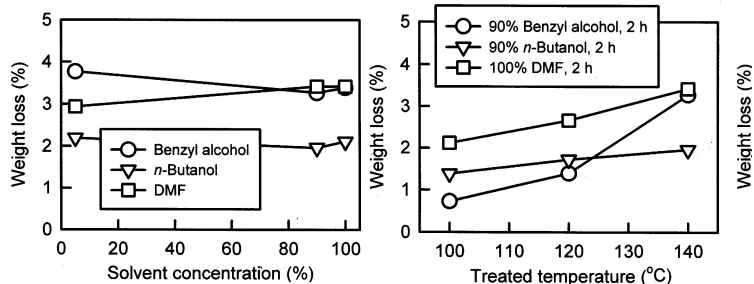 5
4
3
2
1
0
Weight loss (%)
Benzyl alcohol
n-Butanol
DMF
0 20 40 60 80 100
Solvent concentration (%)
5
4
3
2
1
0
Weight loss (%)
90% Benzyl alcohol, 2 h
90% n-Butanol, 2 h
100% DMF, 2 h
100 110 120 130 140
Treated temperature (°C)
Weight loss (%)